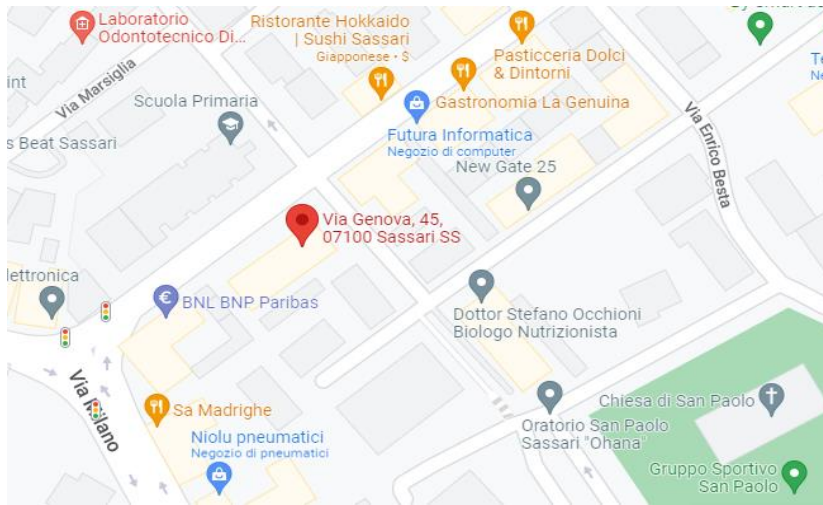 Laboratorio
Odontotecnico Di...
Ristorante Hokkaido
| Sushi Sassari
Giapponese • $
Pasticceria Dolci
& Dintorni
Via Marsiglia
Scuola Primaria
Gastronomia La Genuina
Futura Informatica
Negozio di computer
s Beat Sassari
New Gate 25
Via Enrico Besta
Via Genova, 45,
07100 Sassari SS
lettronica
BNL BNP Paribas
Dottor Stefano Occhioni
Biologo Nutrizionista
Via Milano
Sa Madrighe
Niolu pneumatici
Negozio di pneumatici
Chiesa di San Paolo
Oratorio San Paolo
Sassari "Ohana"
Gruppo Sportivo
San Paolo